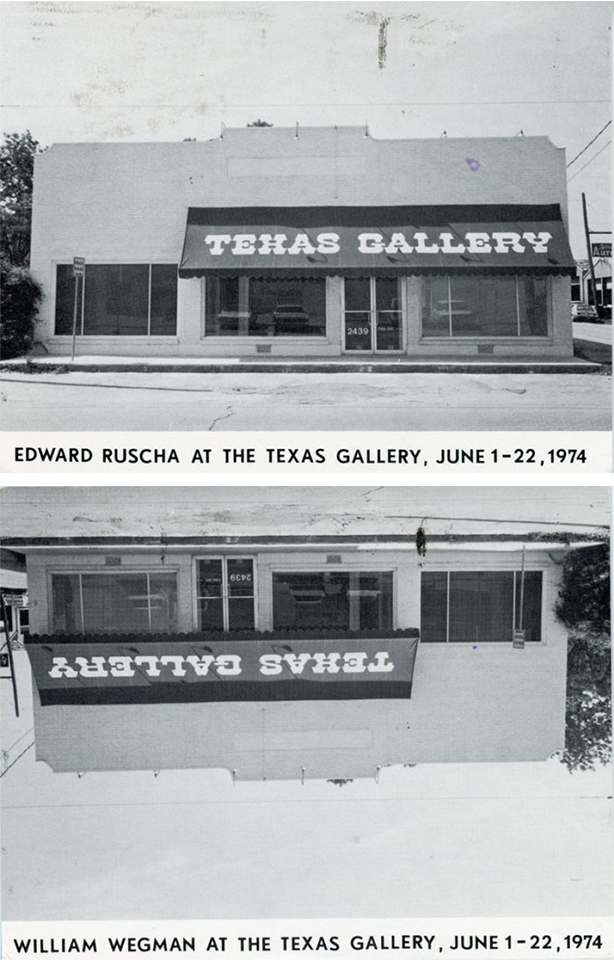 TEXAS GALLERY
2439
Auto
EDWARD RUSCHA AT THE TEXAS GALLERY, JUNE 1-22, 1974
2439
TEXAS GALLERY
WILLIAM WEGMAN AT THE TEXAS GALLERY, JUNE 1-22, 1974